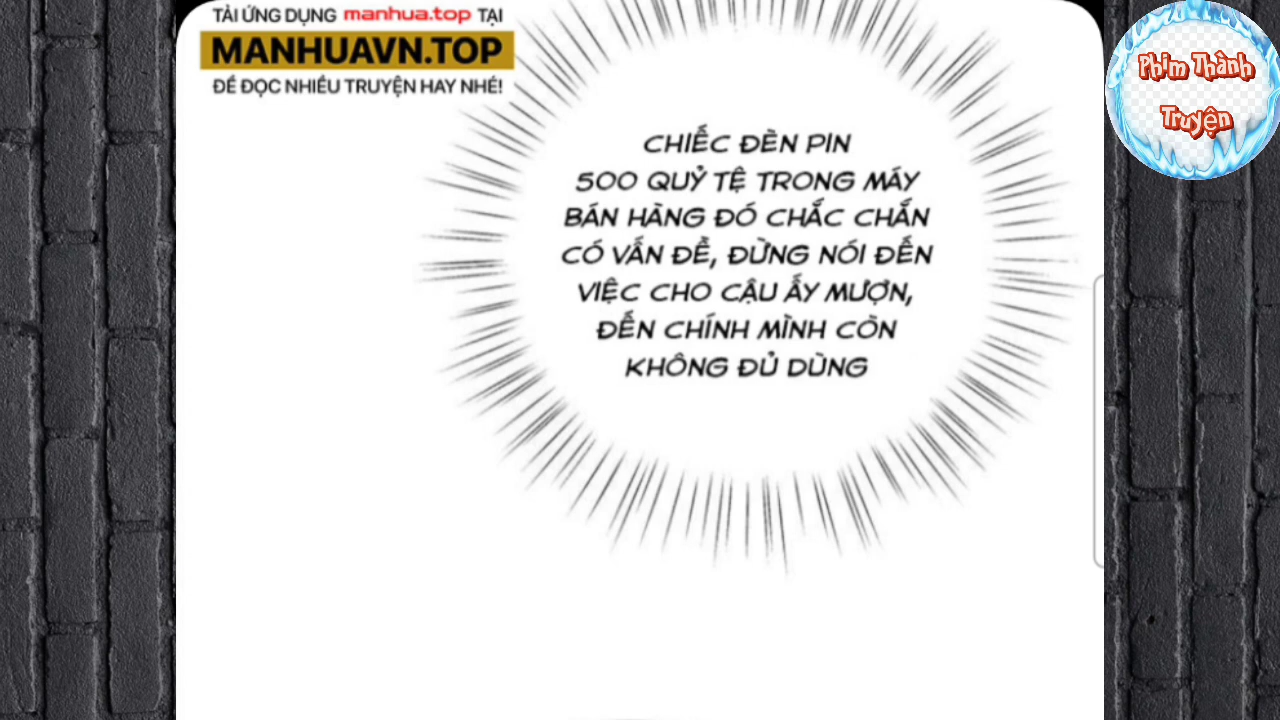 TẢI ỨNG DỤNG manhua.top TẠI
MANHUAVN.TOP
ĐỂ ĐỌC NHIỀU TRUYỆN HAY NHÉ!
Phim Thành
Truyện
CHIẾC ĐÈN PIN
500 QUỶ TỆ TRONG MÁY
BÁN HÀNG ĐÓ CHẮC CHẮN
CÓ VẤN ĐỀ, ĐỪNG NÓI ĐẾN
VIỆC CHO CẬU ẤY MƯỢN,
ĐẾN CHÍNH MÌNH CÒN
KHÔNG ĐỦ DÙNG